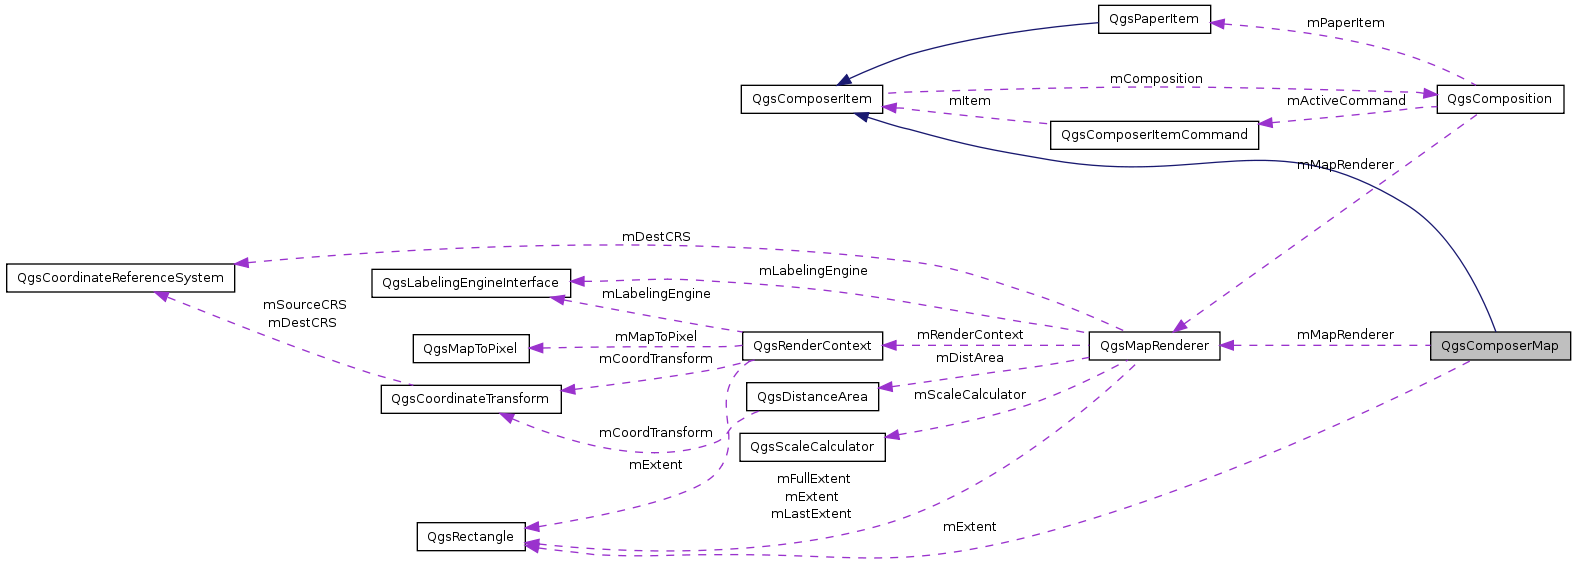 QgsPaperItem
mPaperItem
mComposition
QgsComposerItem
mItem
mActiveCommand
QgsComposition
QgsComposerItemCommand
mMapRenderer
mDestCRS
QgsCoordinateReferenceSystem
mLabelingEngine
QgsLabelingEngineInterface
mLabelingEngine
mSourceCRS
mDestCRS
mMapToPixel
mRenderContext
mMapRenderer
QgsMapToPixel
QgsRenderContext
QgsMapRenderer
QgsComposerMap
mCoordTransform
mDistArea
QgsCoordinateTransform
QgsDistanceArea
mScaleCalculator
mCoordTransform
QgsScaleCalculator
mExtent
mFullExtent
mExtent
mLastExtent
mExtent
QgsRectangle